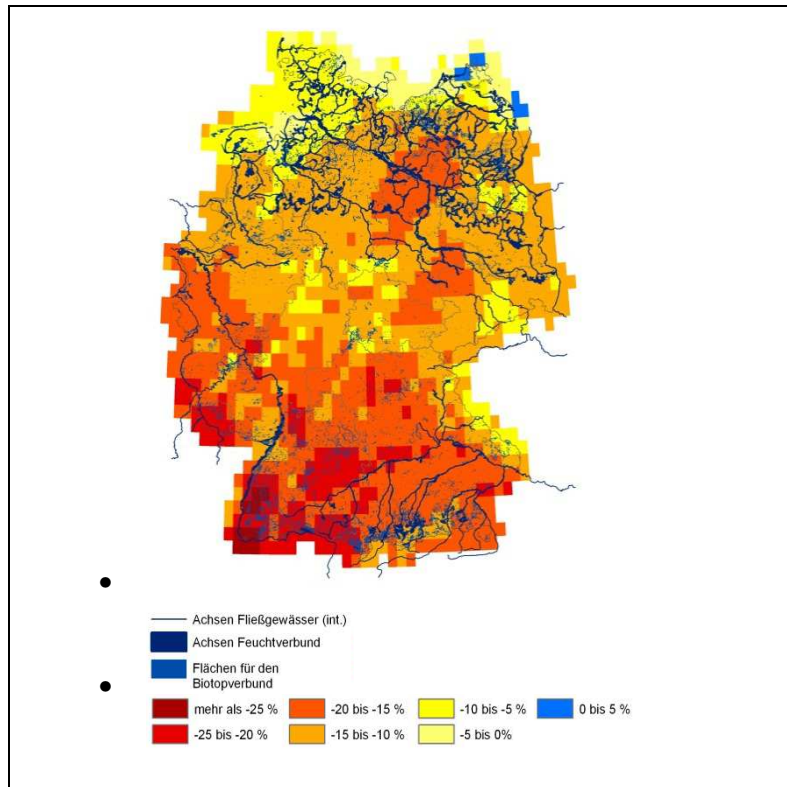 Achsen Fließgewässer (int.)
Achsen Feuchtverbund
Flächen für den
Biotopverbund
mehr als -25 % -20 bis -15 % -10 bis -5 % 0 bis 5 %
-25 bis -20 % -15 bis -10 % -5 bis 0%